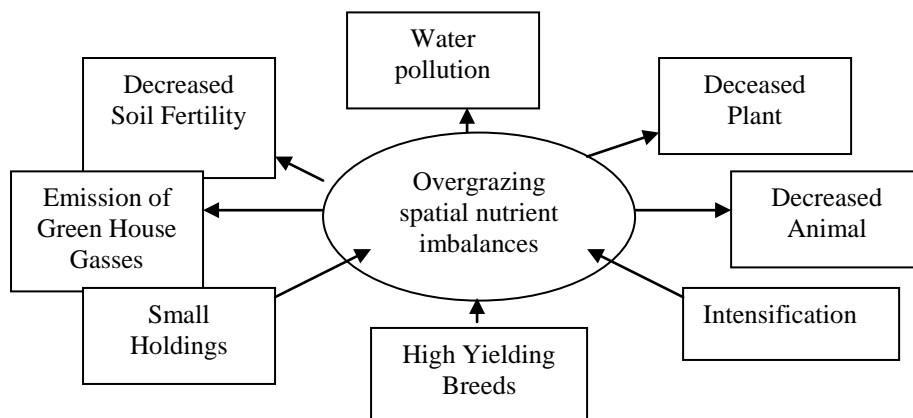 Water
pollution
Decreased
Soil Fertility
Deceased
Plant
Emission of
Green House
Gasses
Overgrazing
spatial nutrient
imbalances
Decreased
Animal
Small
Holdings
High Yielding
Breeds
Intensification